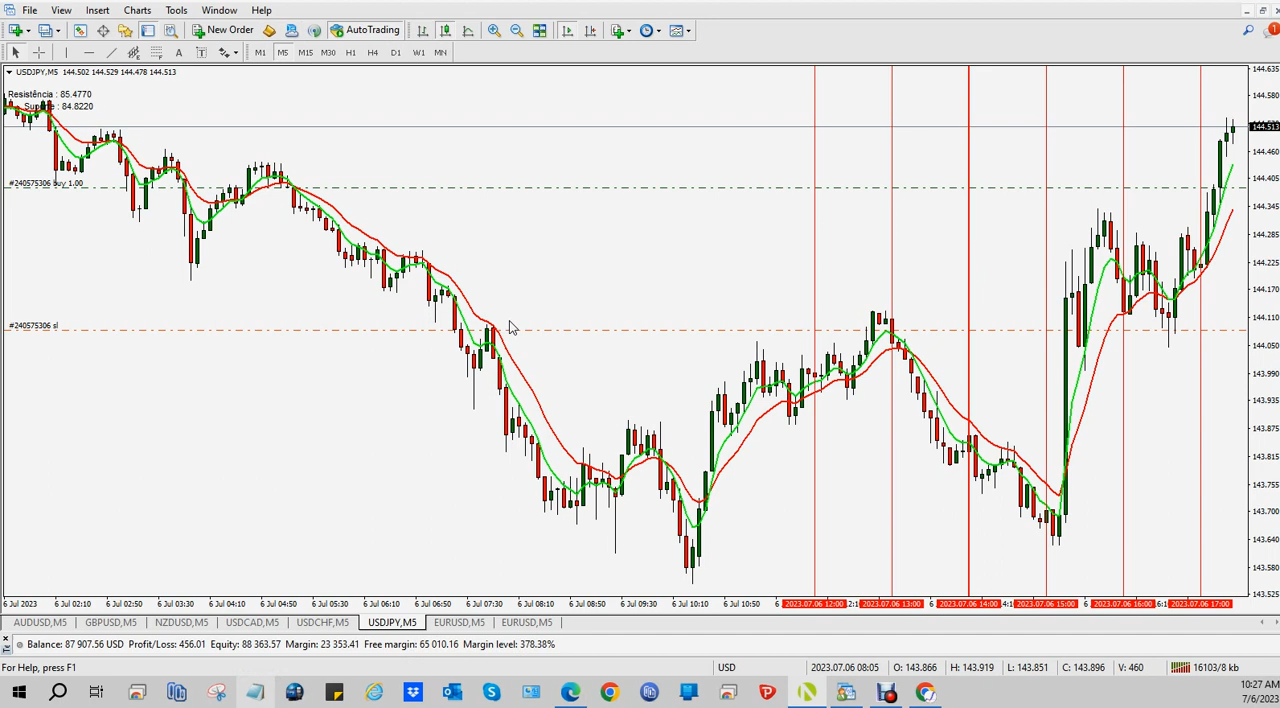 File View Insert Charts Tools Window Help
New Order AutoTrading
A T M1 M5 M15 M30 H1 H4 D1 W1 MN
USDJPY,M5 144.502 144.529 144.478 144.513
Resistência : 85.4770
Suporte : 84.8220
#240575306 buy 1.00
#240575306 sl
144.635
144.580
144.513
144.460
144.405
144.345
144.285
144.225
144.170
144.110
144.050
143.990
143.935
143.875
143.815
143.755
143.700
143.640
143.580
143.525
6 Jul 2023 6 Jul 02:10 6 Jul 02:50 6 Jul 03:30 6 Jul 04:10 6 Jul 04:50 6 Jul 05:30 6 Jul 06:10 6 Jul 06:50 6 Jul 07:30 6 Jul 08:10 6 Jul 08:50 6 Jul 09:30 6 Jul 10:10 6 Jul 10:50 2023.07.06 12:00 2023.07.06 13:00 2023.07.06 14:00 2023.07.06 15:00 2023.07.06 16:00 2023.07.06 17:00
AUDUSD,M5 GBPUSD,M5 NZDUSD,M5 USDCAD,M5 USDCHF,M5 USDJPY,M5 EURUSD,M5 EURUSD,M5
Balance: 87 907.56 USD Profit/Loss: 456.01 Equity: 88 363.57 Margin: 23 353.41 Free margin: 65 010.16 Margin level: 378.38%
For Help, press F1 USD 2023.07.06 08:05 O: 143.866 H: 143.919 L: 143.851 C: 143.896 V: 460 16103/8 kb
10:27 AM
7/6/2023